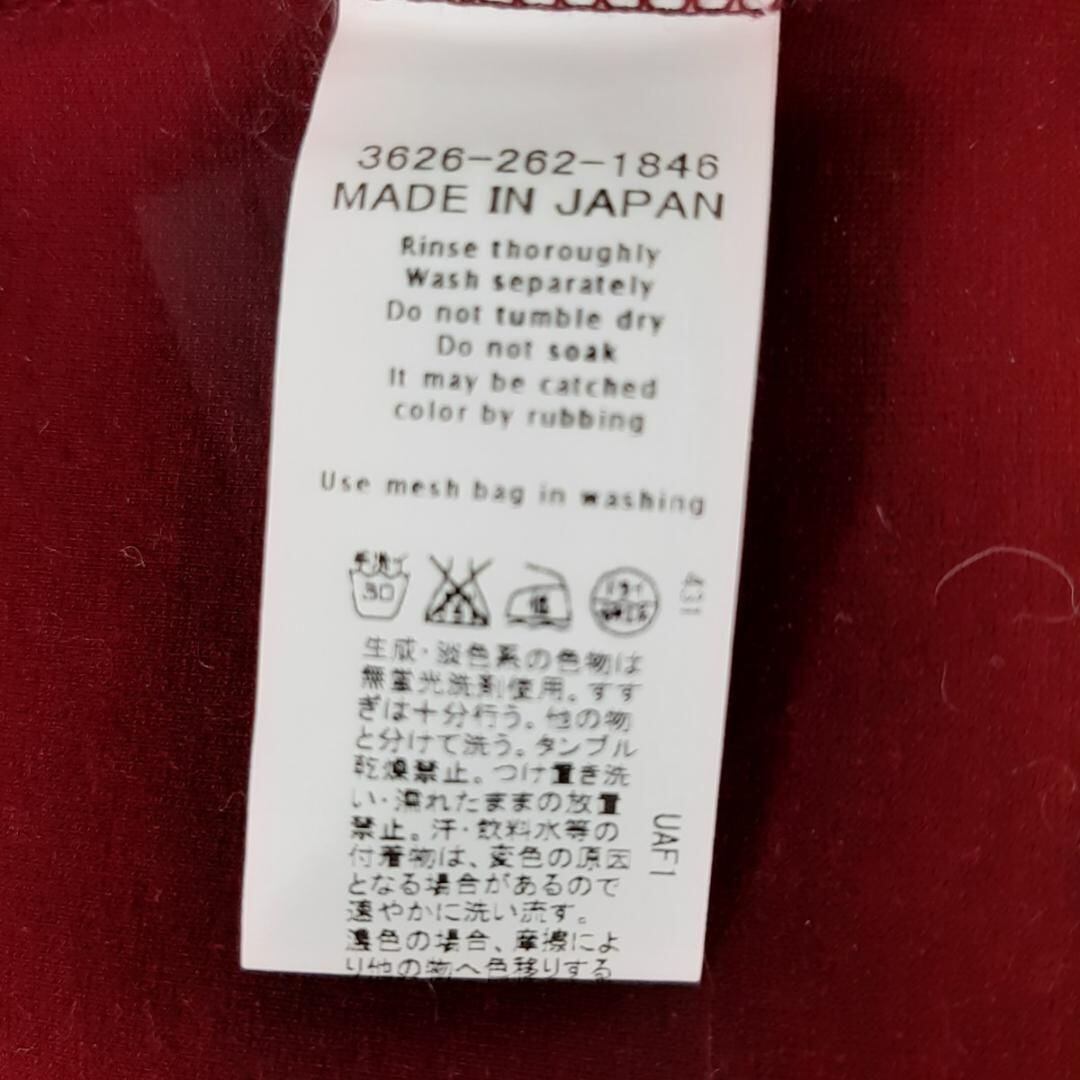 3626-262-1846
MADE IN JAPAN
Rinse thoroughly
Wash separately
Do not tumble dry
Do not soak
It may be catched
color by rubbing
Use mesh bag in washing
手洗イ
30
低
431
生成・淡色系の色物は
無蛍光洗剤使用。すす
ぎは十分行う。他の物
と分けて洗う。タンブル
乾燥禁止。つけ置き洗
い・濡れたままの放置
禁止。汗・飲料水等の
付着物は、変色の原因
となる場合があるので
速やかに洗い流す。
濃色の場合、摩擦によ
り他の物へ色移りする
UAF1